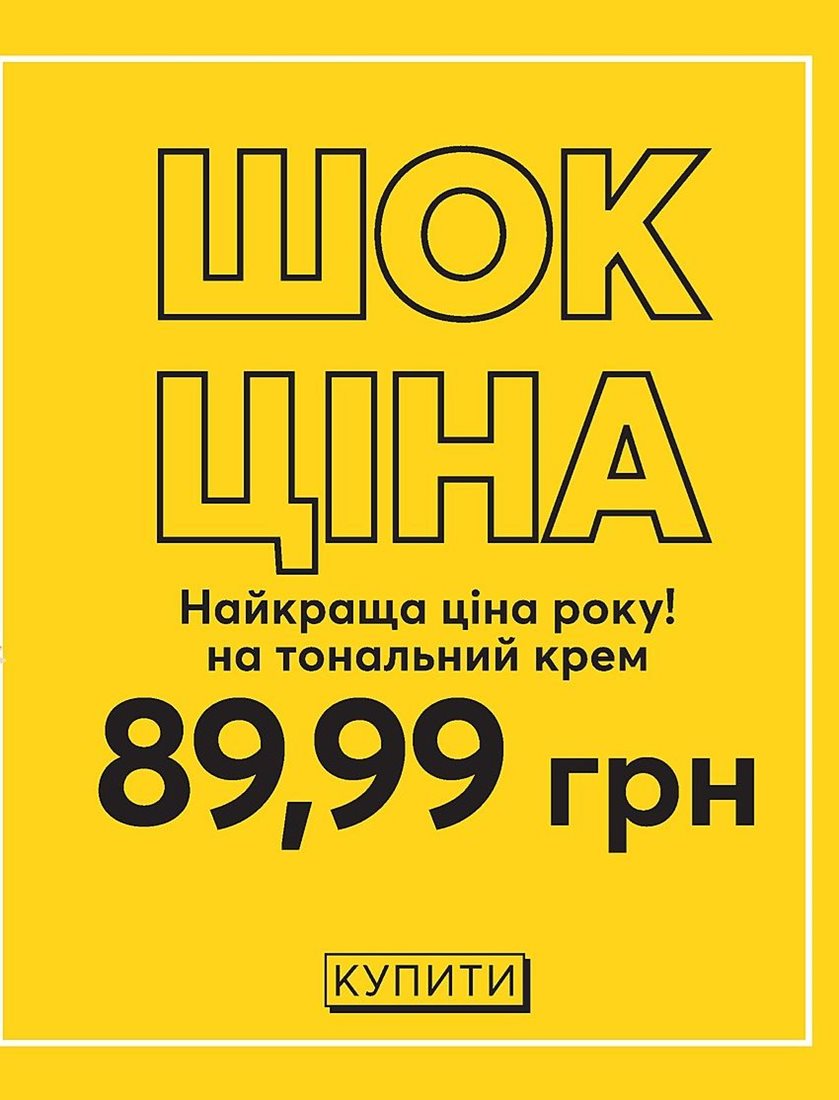 ШОК
ЦІНА
Найкраща ціна року!
на тональний крем
89,99 грн
КУПИТИ